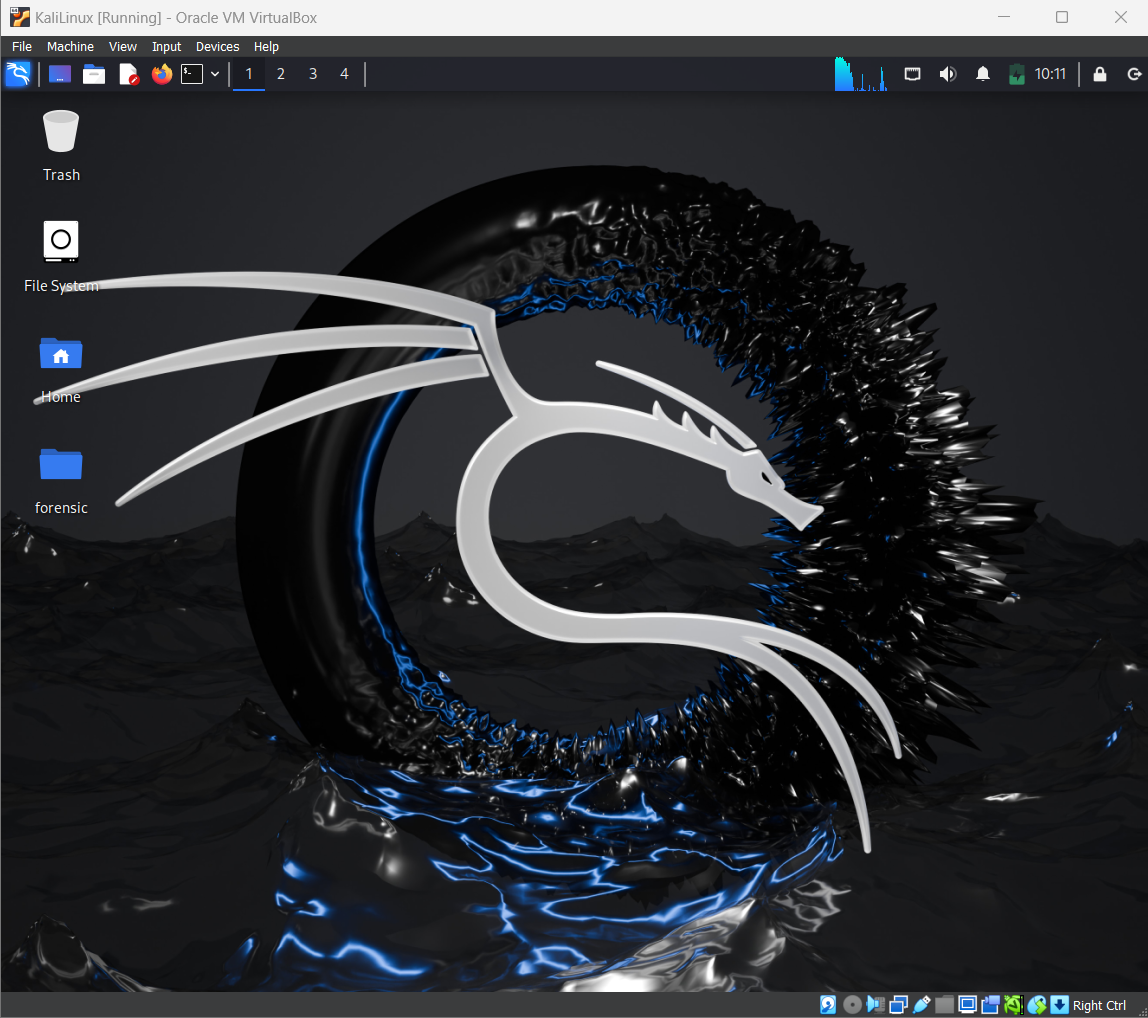 KaliLinux [Running] - Oracle VM VirtualBox
File Machine View Input Devices Help
1 2 3 4 10:11
Trash
File System
Home
forensic
Right Ctrl